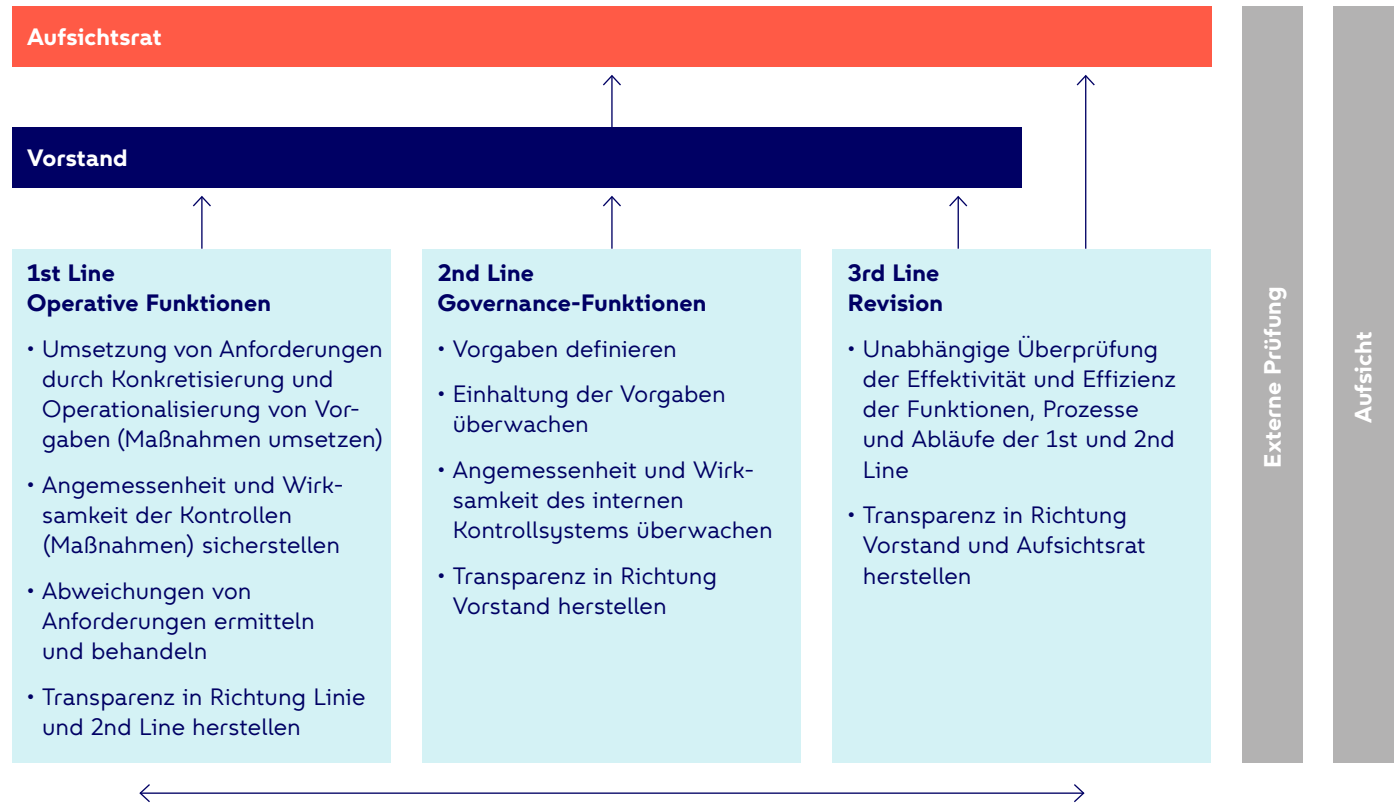 Aufsichtsrat
Vorstand
1st Line
Operative Funktionen
• Umsetzung von Anforderungen
durch Konkretisierung und
Operationalisierung von Vor-
gaben (Maßnahmen umsetzen)
• Angemessenheit und Wirk-
samkeit der Kontrollen
(Maßnahmen) sicherstellen
• Abweichungen von
Anforderungen ermitteln
und behandeln
• Transparenz in Richtung Linie
und 2nd Line herstellen
2nd Line
Governance-Funktionen
• Vorgaben definieren
• Einhaltung der Vorgaben
überwachen
• Angemessenheit und Wirk-
samkeit des internen
Kontrollsystems überwachen
• Transparenz in Richtung
Vorstand herstellen
3rd Line
Revision
• Unabhängige Überprüfung
der Effektivität und Effizienz
der Funktionen, Prozesse
und Abläufe der 1st und 2nd
Line
• Transparenz in Richtung
Vorstand und Aufsichtsrat
herstellen
Externe Prüfung
Aufsicht